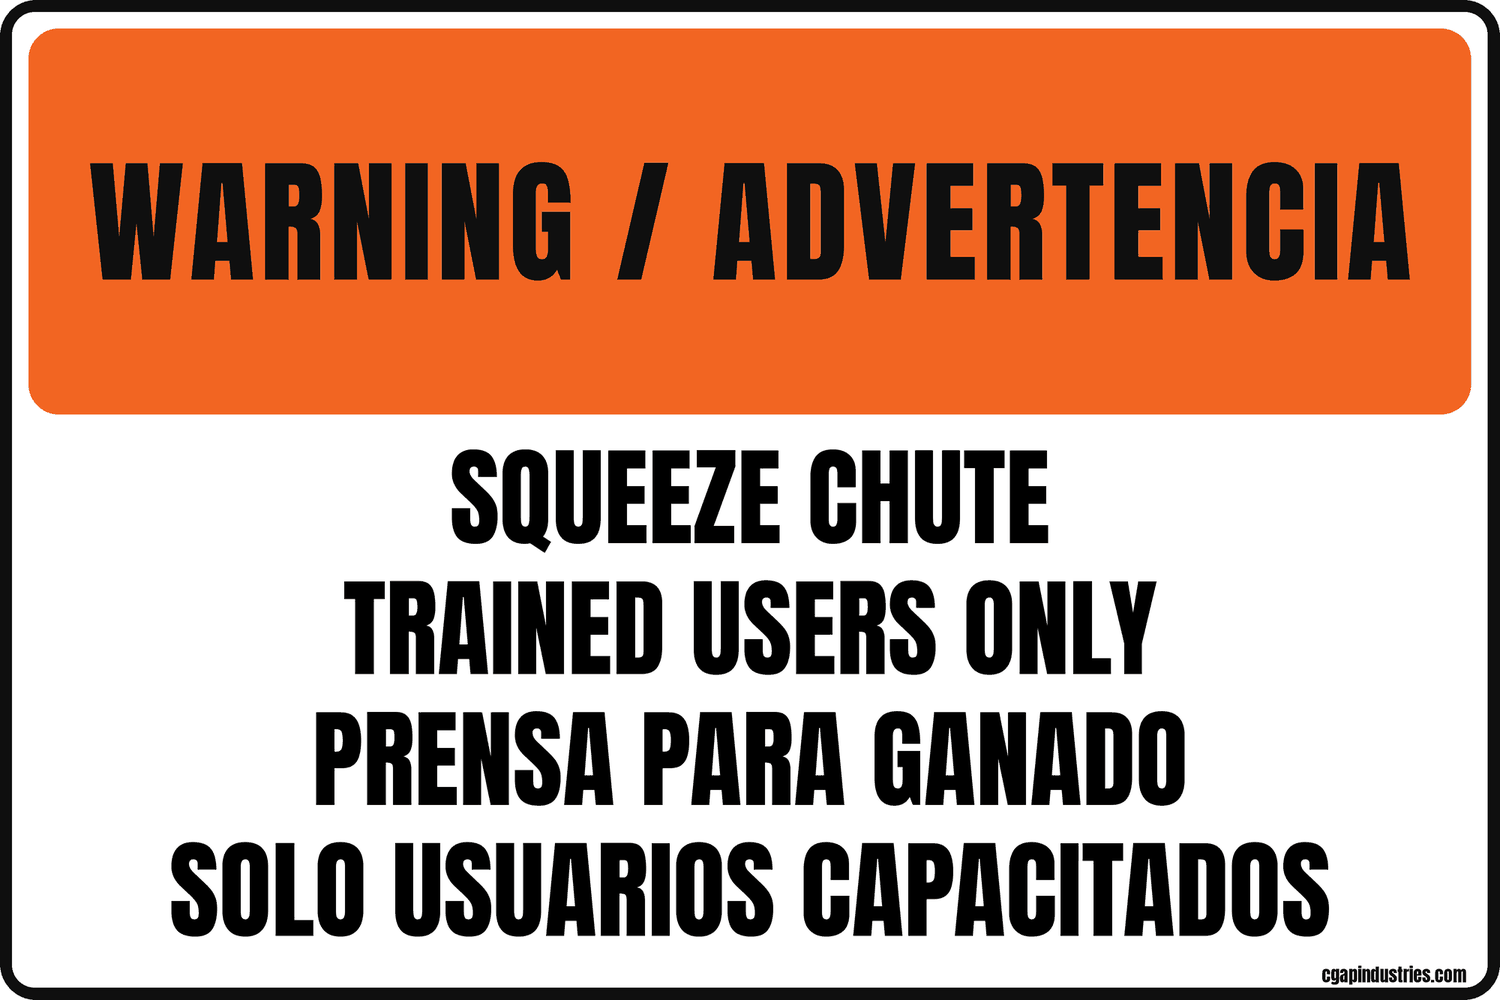 WARNING / ADVERTENCIA
SQUEEZE CHUTE
TRAINED USERS ONLY
PRENSA PARA GANADO
SOLO USUARIOS CAPACITADOS
cgapindustries.com